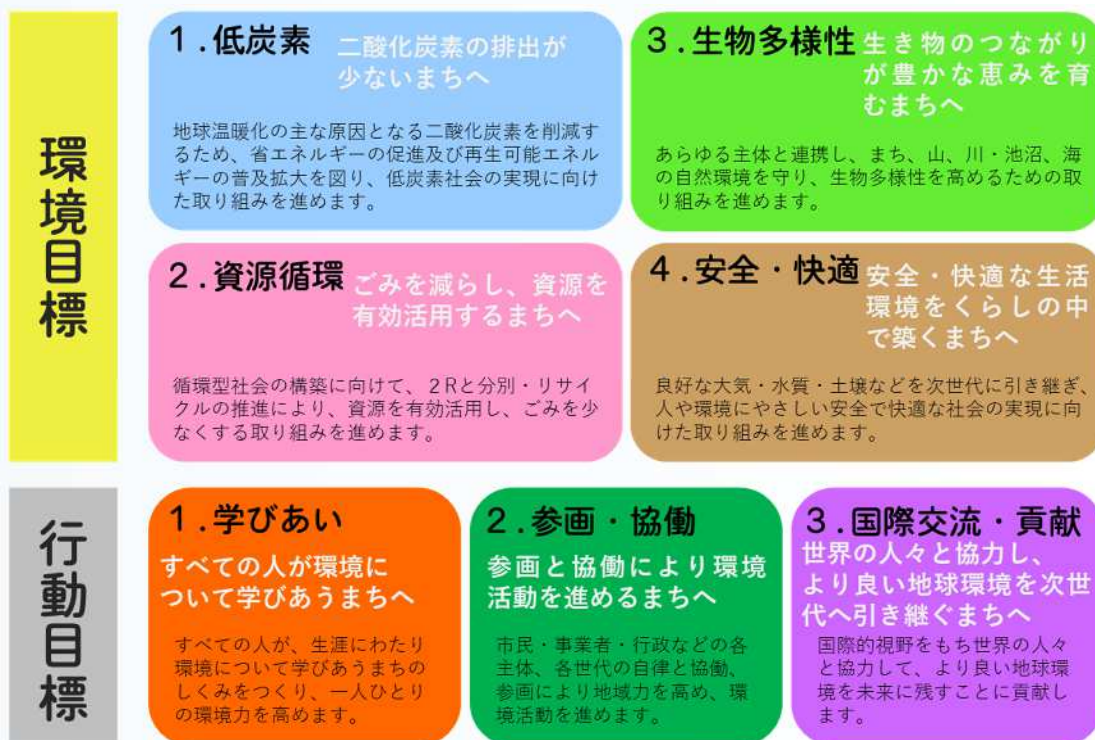 環境目標
１.低炭素
二酸化炭素の排出が
少ないまちへ
地球温暖化の主な原因となる二酸化炭素を削減す
るため、省エネルギーの促進及び再生可能エネル
ギーの普及拡大を図り、低炭素社会の実現に向け
た取り組みを進めます。
２.資源循環
ごみを減らし、資源を
有効活用するまちへ
循環型社会の構築に向けて、２Rと分別・リサイ
クルの推進により、資源を有効活用し、ごみを少
なくする取り組みを進めます。
３.生物多様性
生き物のつながり
が豊かな恵みを育
むまちへ
あらゆる主体と連携し、まち、山、川・池沼、海
の自然環境を守り、生物多様性を高めるための取
り組みを進めます。
４.安全・快適
安全・快適な生活
環境をくらしの中
で築くまちへ
良好な大気・水質・土壌などを次世代に引き継ぎ、
人や環境にやさしい安全で快適な社会の実現に向
けた取り組みを進めます。
行動目標
１.学びあい
すべての人が環境に
ついて学びあうまちへ
すべての人が、生涯にわたり
環境について学びあうまちの
しくみをつくり、一人ひとり
の環境力を高めます。
２.参画・協働
参画と協働により環境
活動を進めるまちへ
市民・事業者・行政などの各
主体、各世代の自律と協働、
参画により地域力を高め、環
境活動を進めます。
３.国際交流・貢献
世界の人々と協力し、
より良い地球環境を次世
代へ引き継ぐまちへ
国際的視野をもち世界の人々
と協力して、より良い地球環
境を未来に残すことに貢献し
ます。